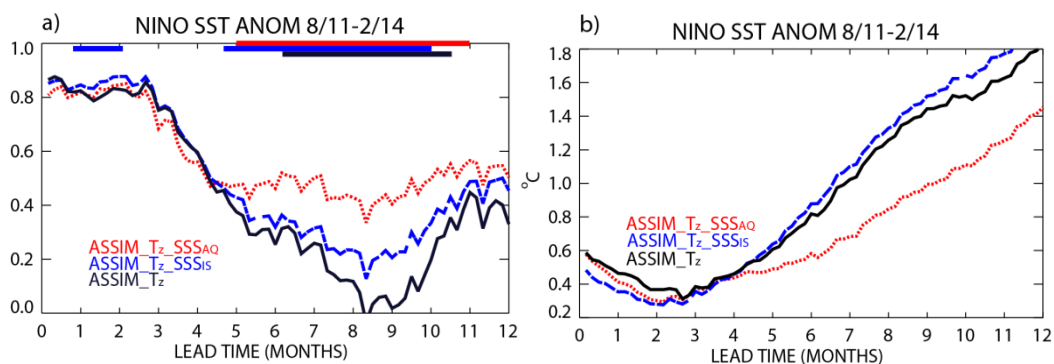 a) NINO SST ANOM 8/11-2/14
1.0
0.8
0.6
0.4
0.2
0.0
ASSIM_Tz_SSSAQ
ASSIM_Tz_SSSIS
ASSIM_Tz
0 1 2 3 4 5 6 7 8 9 10 11 12
LEAD TIME (MONTHS)
b) NINO SST ANOM 8/11-2/14
1.8
1.6
1.4
1.2
1.0
0.8
0.6
0.4
0.2
°C
ASSIM_Tz_SSSAQ
ASSIM_Tz_SSSIS
ASSIM_Tz
0 1 2 3 4 5 6 7 8 9 10 11 12
LEAD TIME (MONTHS)